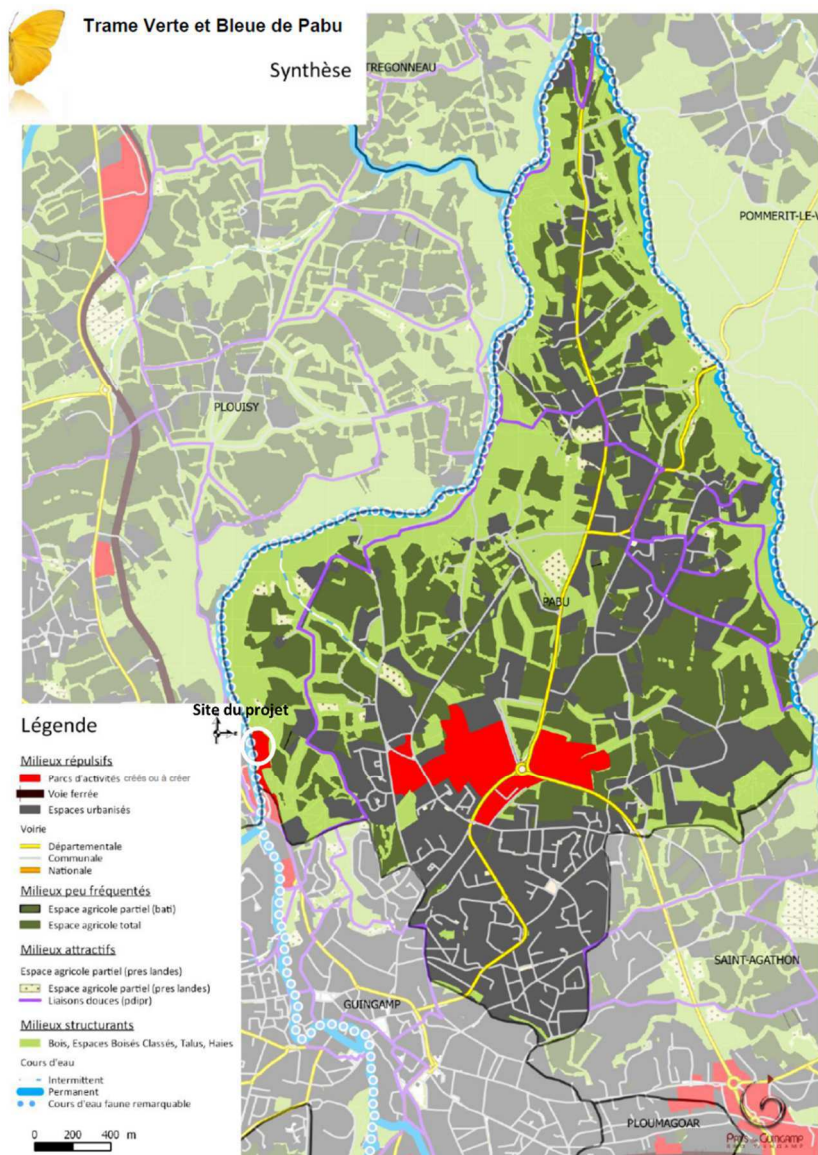 Trame Verte et Bleue de Pabu
Synthèse
TREGONNEAU
POMMERIT-LE-V
PLOUISY
PABU
Site du projet
Légende
Milieux répulsifs
Parcs d'activités créés ou à créer
Voie ferrée
Espaces urbanisés
Voirie
Départementale
Communale
Nationale
Milieux peu fréquentés
Espace agricole partiel (bati)
Espace agricole total
Milieux attractifs
Espace agricole partiel (pres landes)
Espace agricole partiel (pres landes)
Liaisons douces (pdipr)
Milieux structurants
Bois, Espaces Boisés Classés, Talus, Haies
Cours d'eau
Intermittent
Permanent
Cours d'eau faune remarquable
0 200 400 m
SAINT-AGATHON
GUINGAMP
PLOUMAGOAR